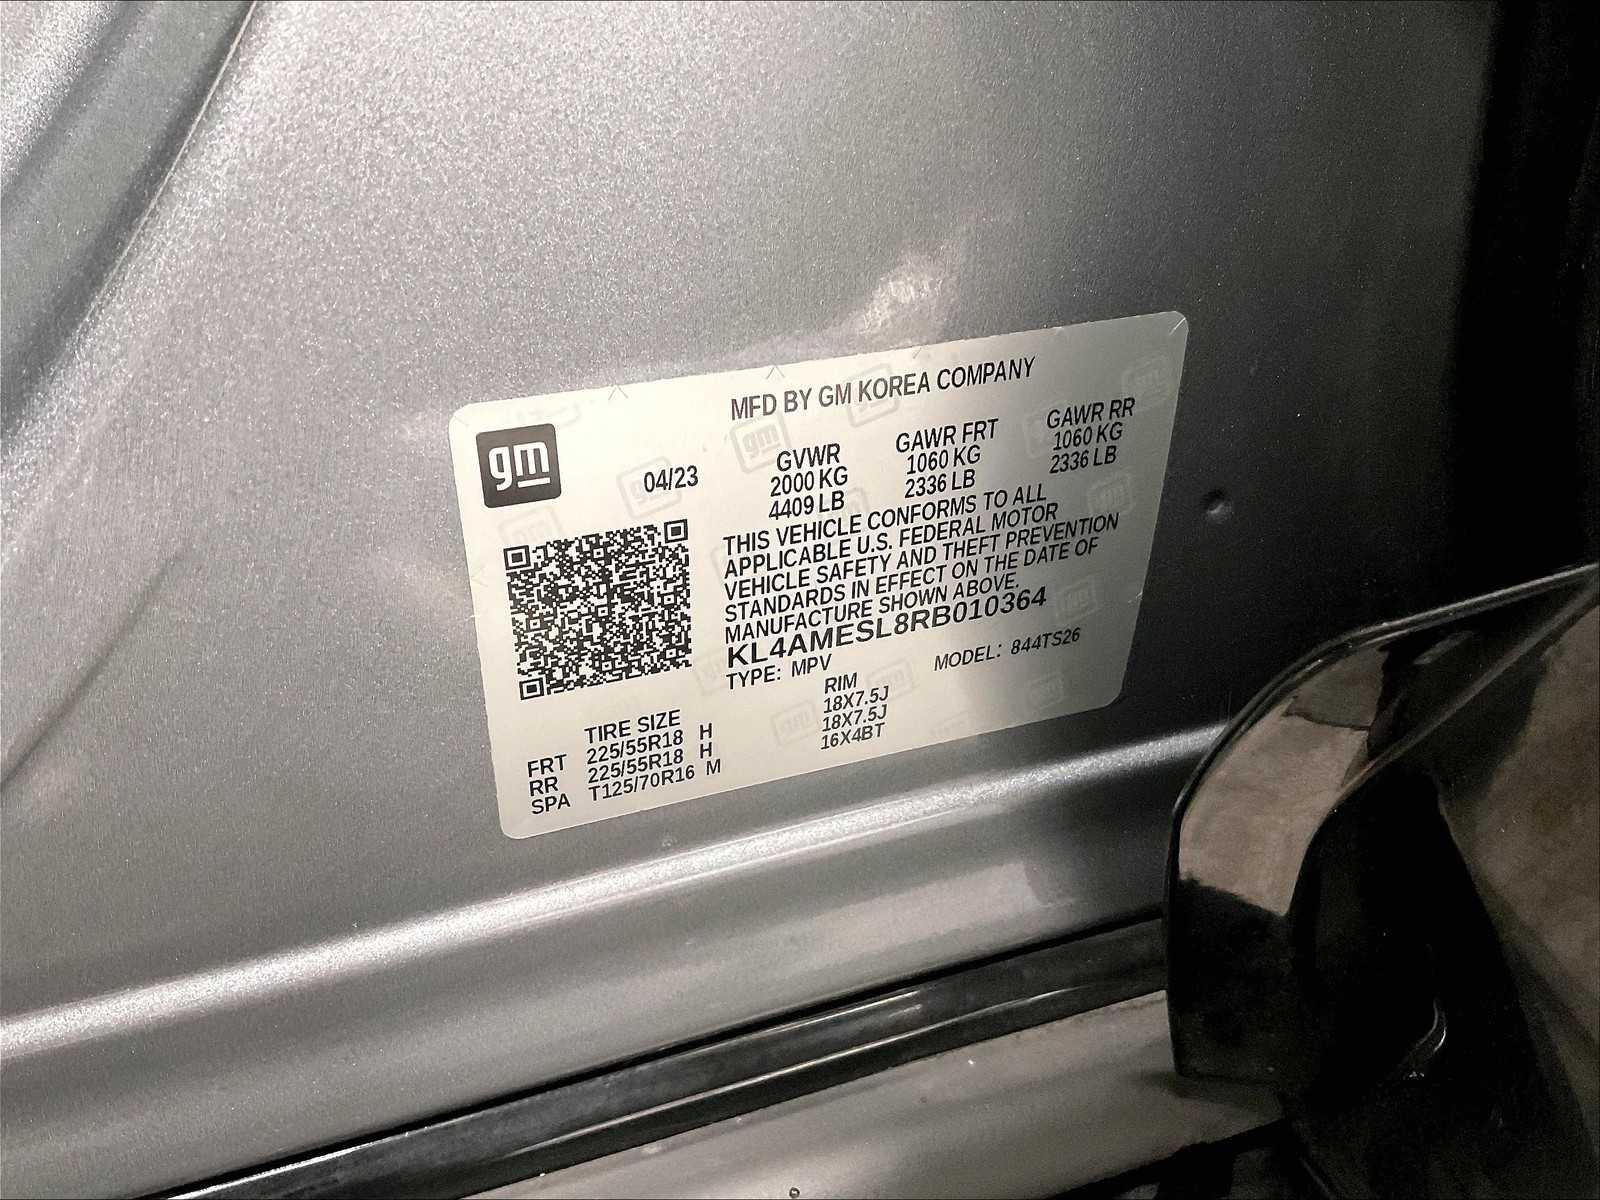 MFD BY GM KOREA COMPANY
gm
04/23
GVWR GAWR FRT GAWR RR
2000 KG 1060 KG 1060 KG
4409 LB 2336 LB 2336 LB
THIS VEHICLE CONFORMS TO ALL
APPLICABLE U.S. FEDERAL MOTOR
VEHICLE SAFETY AND THEFT PREVENTION
STANDARDS IN EFFECT ON THE DATE OF
MANUFACTURE SHOWN ABOVE.
KL4AMESL8RB010364
TYPE: MPV MODEL: 844TS26
TIRE SIZE RIM
FRT 225/55R18 H 18X7.5J
RR 225/55R18 H 18X7.5J
SPA T125/70R16 M 16X4BT